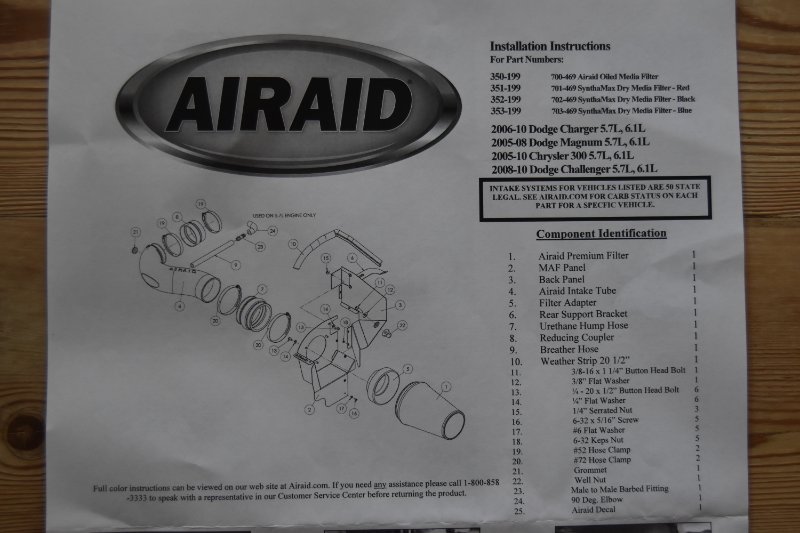 AIRAID
Installation Instructions
For Part Numbers:
350-199 700-469 Airaid Oiled Media Filter
351-199 701-469 SynthaMax Dry Media Filter - Red
352-199 702-469 SynthaMax Dry Media Filter - Black
353-199 703-469 SynthaMax Dry Media Filter - Blue
2006-10 Dodge Charger 5.7L, 6.1L
2005-08 Dodge Magnum 5.7L, 6.1L
2005-10 Chrysler 300 5.7L, 6.1L
2008-10 Dodge Challenger 5.7L, 6.1L
INTAKE SYSTEMS FOR VEHICLES LISTED ARE 50 STATE
LEGAL. SEE AIRAID.COM FOR CARB STATUS ON EACH
PART FOR A SPECFIC VEHICLE.
USED ON 5.7L ENGINE ONLY
Component Identification
1. Airaid Premium Filter 1
2. MAF Panel 1
3. Back Panel 1
4. Airaid Intake Tube 1
5. Filter Adapter 1
6. Rear Support Bracket 1
7. Urethane Hump Hose 1
8. Reducing Coupler 1
9. Breather Hose 1
10. Weather Strip 20 1/2" 1
11. 3/8-16 x 1 1/4" Button Head Bolt 1
12. 3/8" Flat Washer 1
13. ¼ - 20 x 1/2" Button Head Bolt 6
14. ¼" Flat Washer 6
15. 1/4" Serrated Nut 3
16. 6-32 x 5/16" Screw 5
17. #6 Flat Washer 5
18. 6-32 Keps Nut 5
19. #52 Hose Clamp 2
20. #72 Hose Clamp 2
21. Grommet 1
22. Well Nut 1
23. Male to Male Barbed Fitting 1
24. 90 Deg. Elbow 1
25. Airaid Decal 1
Full color instructions can be viewed on our web site at Airaid.com. If you need any assistance please call 1-800-858
-3333 to speak with a representative in our Customer Service Center before returning the product.